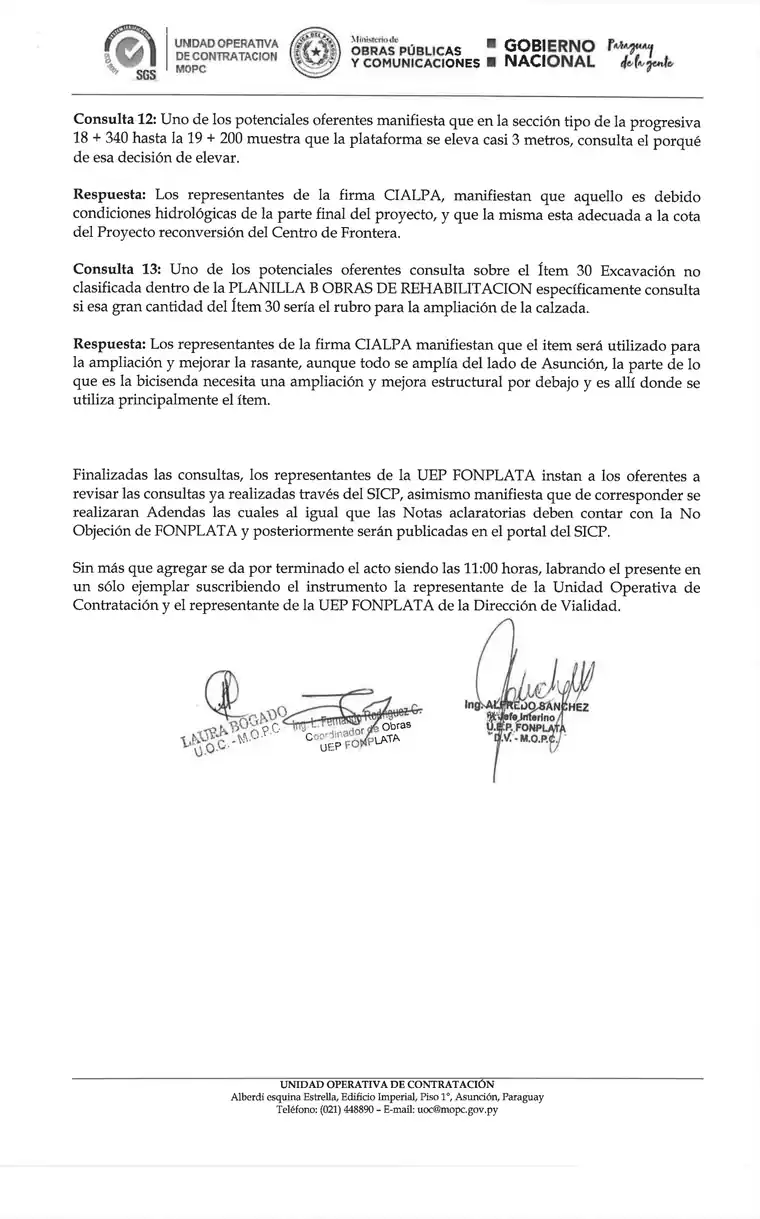 UNIDAD OPERATIVA
DE CONTRATACION
MOPC
SGS
Ministerio de
OBRAS PÚBLICAS
Y COMUNICACIONES
GOBIERNO
NACIONAL
Paraguay
de la gente
Consulta 12: Uno de los potenciales oferentes manifiesta que en la sección tipo de la progresiva
18 + 340 hasta la 19 + 200 muestra que la plataforma se eleva casi 3 metros, consulta el porqué
de esa decisión de elevar.
Respuesta: Los representantes de la firma CIALPA, manifiestan que aquello es debido
condiciones hidrológicas de la parte final del proyecto, y que la misma esta adecuada a la cota
del Proyecto reconversión del Centro de Frontera.
Consulta 13: Uno de los potenciales oferentes consulta sobre el Ítem 30 Excavación no
clasificada dentro de la PLANILLA B OBRAS DE REHABILITACION específicamente consulta
si esa gran cantidad del Ítem 30 sería el rubro para la ampliación de la calzada.
Respuesta: Los representantes de la firma CIALPA manifiestan que el item será utilizado para
la ampliación y mejorar la rasante, aunque todo se amplía del lado de Asunción, la parte de lo
que es la bicisenda necesita una ampliación y mejora estructural por debajo y es allí donde se
utiliza principalmente el ítem.
Finalizadas las consultas, los representantes de la UEP FONPLATA instan a los oferentes a
revisar las consultas ya realizadas través del SICP, asimismo manifiesta que de corresponder se
realizaran Adendas las cuales al igual que las Notas aclaratorias deben contar con la No
Objeción de FONPLATA y posteriormente serán publicadas en el portal del SICP.
Sin más que agregar se da por terminado el acto siendo las 11:00 horas, labrando el presente en
un sólo ejemplar suscribiendo el instrumento la representante de la Unidad Operativa de
Contratación y el representante de la UEP FONPLATA de la Dirección de Vialidad.
LAURA BOGADO
U.O.C. - M.O.P.C
Ing. L. Fernando Rodriguez G.
Coordinador de Obras
UEP FONPLATA
Ing. ALFREDO SANCHEZ
Jefe Interino
U.E.P. FONPLATA
D.V. - M.O.P.C.
UNIDAD OPERATIVA DE CONTRATACIÓN
Alberdi esquina Estrella, Edificio Imperial, Piso 1°, Asunción, Paraguay
Teléfono: (021) 448890 – E-mail: uoc@mopc.gov.py